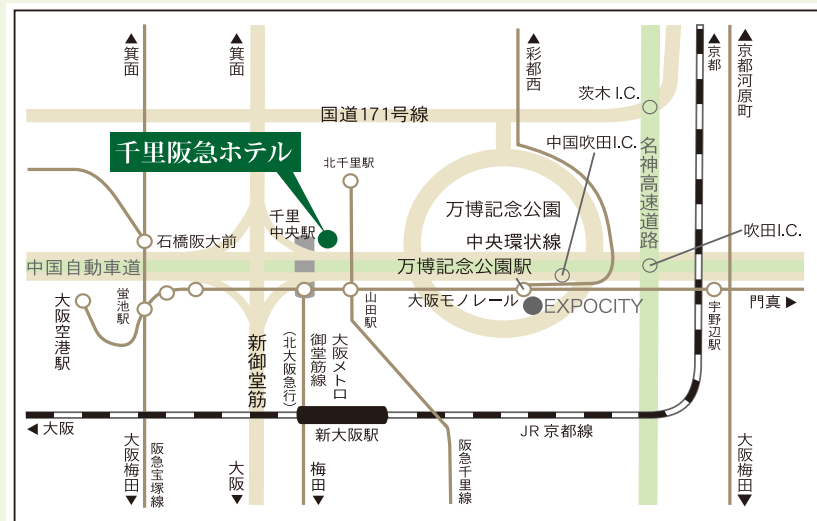 ▲箕面
▲箕面
▲彩都西
▲京都
▲京都河原町
茨木 I.C.
国道171号線
中国吹田I.C.
名神高速道路
千里阪急ホテル
北千里駅
万博記念公園
千里
中央駅
石橋阪大前
中央環状線
吹田I.C.
中国自動車道
万博記念公園駅
大阪空港駅
蛍池駅
山田駅
大阪モノレール
EXPOCITY
宇野辺駅
門真 ▶
新御堂筋
(北大阪急行)
大阪メトロ
御堂筋線
◀ 大阪
新大阪駅
JR 京都線
大阪梅田▼
阪急宝塚線
大阪▼
梅田▼
阪急千里線
大阪梅田▼